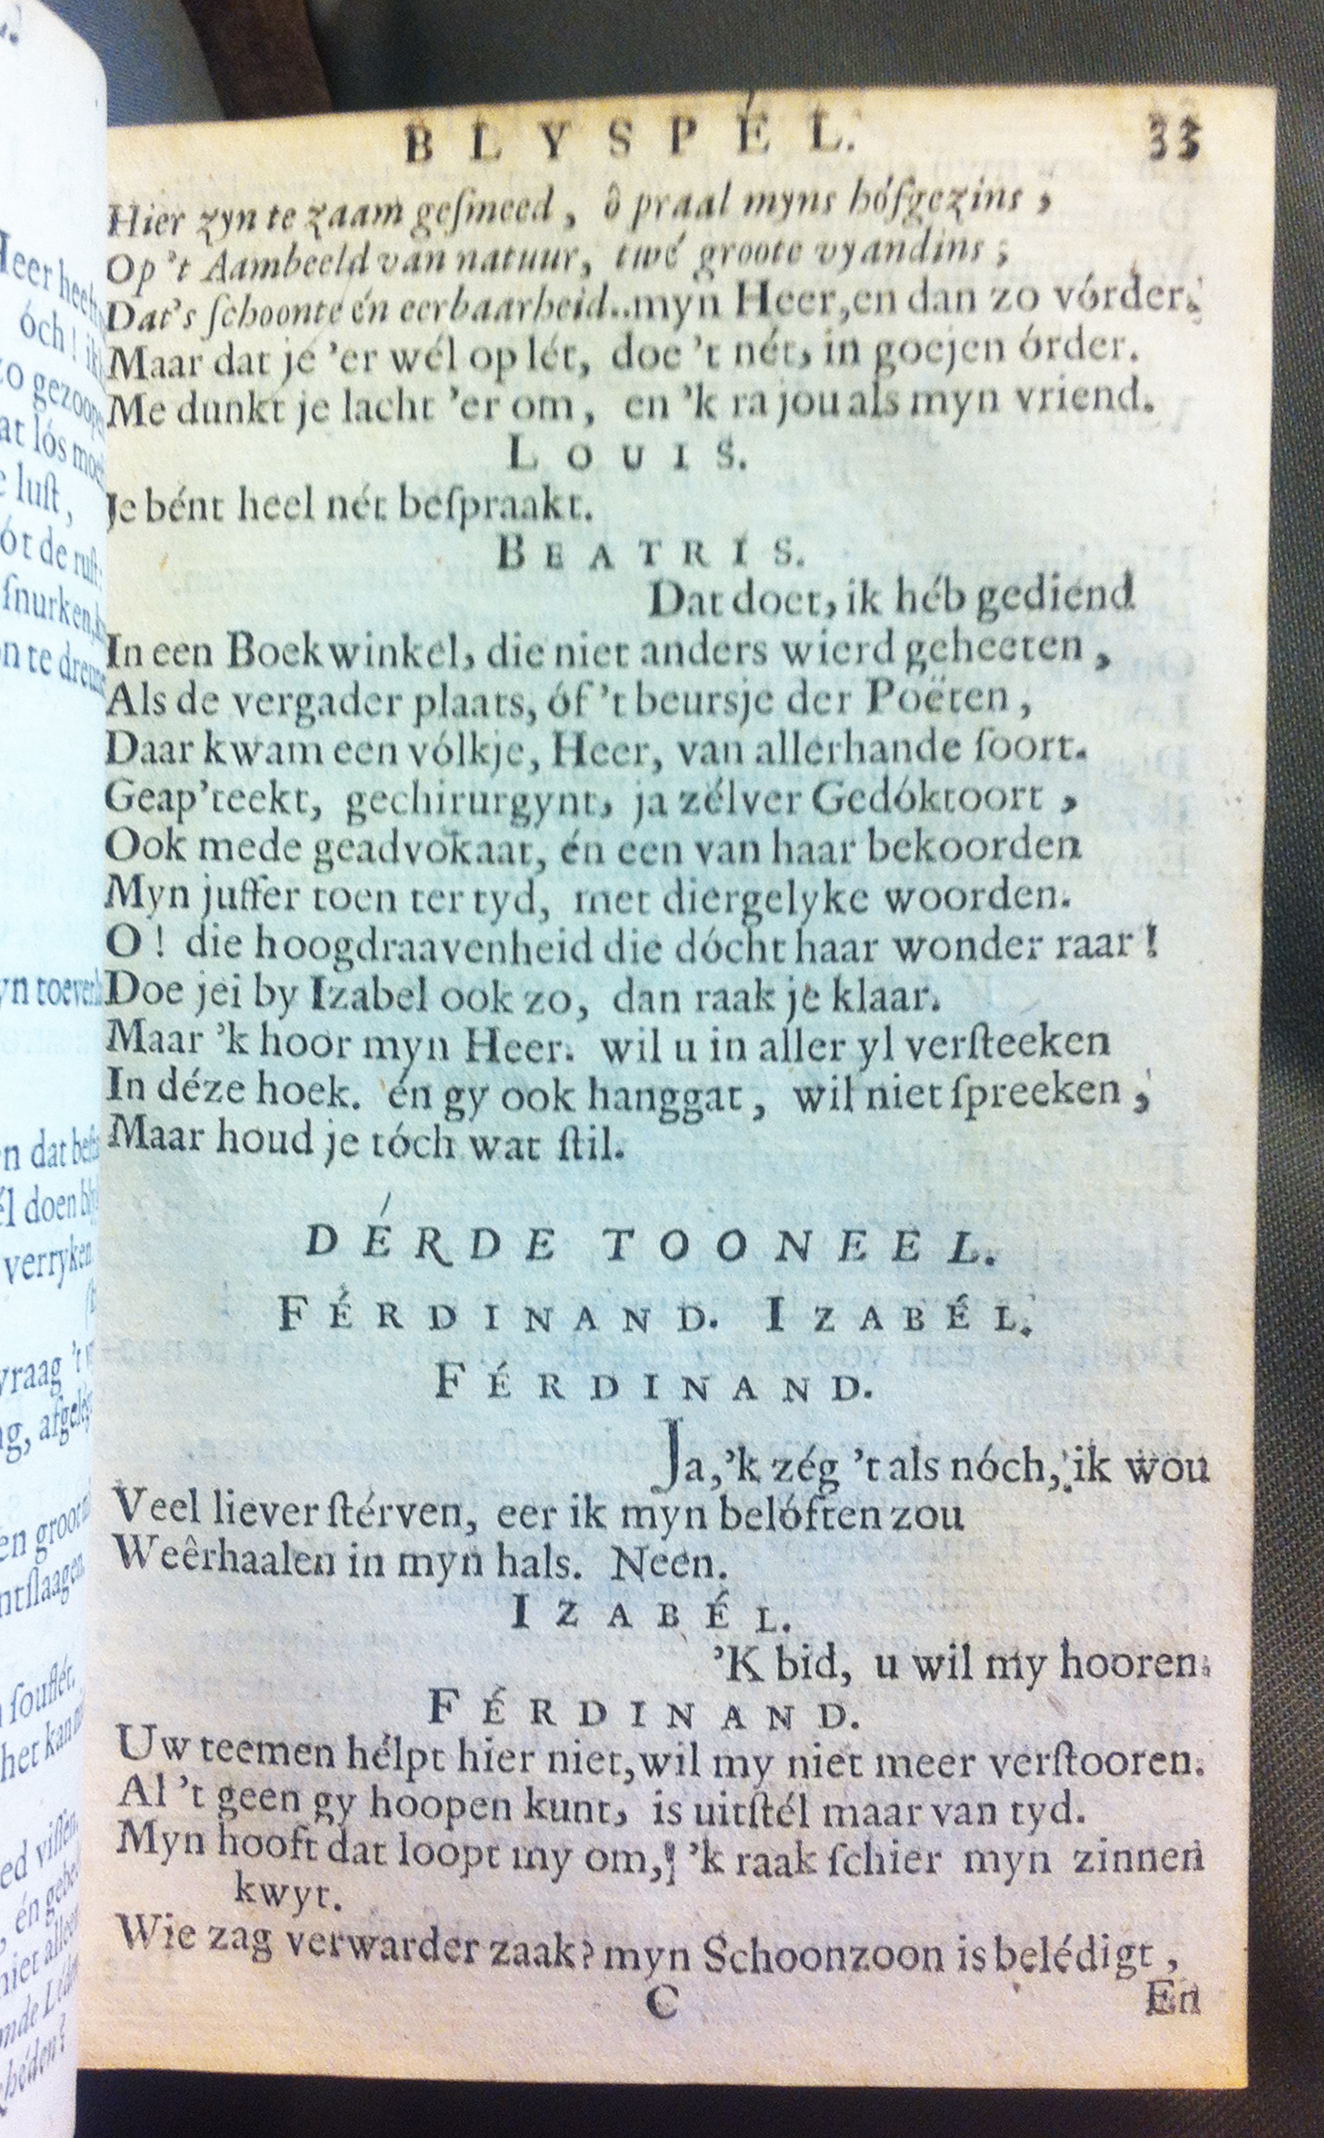 BLYSPÉL. 33
Hier zyn te zaam geſmeed, ô praal myns hófgezins,
Op 't Aambeeld van natuur, twé groote vyandins;
Dat's ſchoonte én eerbaarheid..myn Heer,en dan zo vórder.
Maar dat je 'er wél op lét, doe 't nét, in goejen órder.
Me dunkt je lacht 'er om, en 'k ra jou als myn vriend.
LOUIS.
Je bént heel nét beſpraakt.
BEATRIS.
Dat doet, ik héb gediend
In een Boekwinkel, die niet anders wierd geheeten,
Als de vergader plaats, óf 't beursje der Poëten,
Daar kwam een vólkje, Heer, van allerhande ſoort.
Geap'teekt, gechirurgynt, ja zélver Gedóktoort,
Ook mede geadvokaat, én een van haar bekoorden
Myn juffer toen ter tyd, met diergelyke woorden.
O! die hoogdraavenheid die dócht haar wonder raar!
Doe jei by Izabel ook zo, dan raak je klaar.
Maar 'k hoor myn Heer. wil u in aller yl verſteeken
In déze hoek. én gy ook hanggat, wil niet ſpreeken,
Maar houd je tóch wat ſtil.
DÉRDE TOONEEL.
FÉRDINAND. IZABÉL.
FÉRDINAND.
Ja,'k zég 't als nóch, ik wou
Veel liever ſtérven, eer ik myn belóften zou
Weêrhaalen in myn hals. Neen.
IZABÉL.
'K bid, u wil my hooren.
FÉRDINAND.
Uw teemen hélpt hier niet, wil my niet meer verſtooren.
Al 't geen gy hoopen kunt, is uitſtél maar van tyd.
Myn hooft dat loopt my om, 'k raak ſchier myn zinnen
kwyt.
Wie zag verwarder zaak? myn Schoonzoon is belédigt,
C En